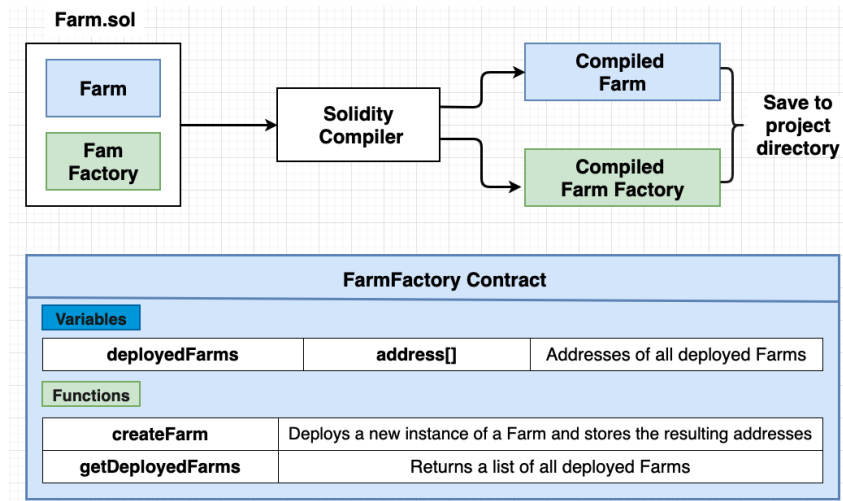 Farm.sol
Farm
Fam
Factory
Solidity
Compiler
Compiled
Farm
Compiled
Farm Factory
Save to
project
directory
FarmFactory Contract
Variables
deployedFarms address[] Addresses of all deployed Farms
Functions
createFarm Deploys a new instance of a Farm and stores the resulting addresses
getDeployedFarms Returns a list of all deployed Farms